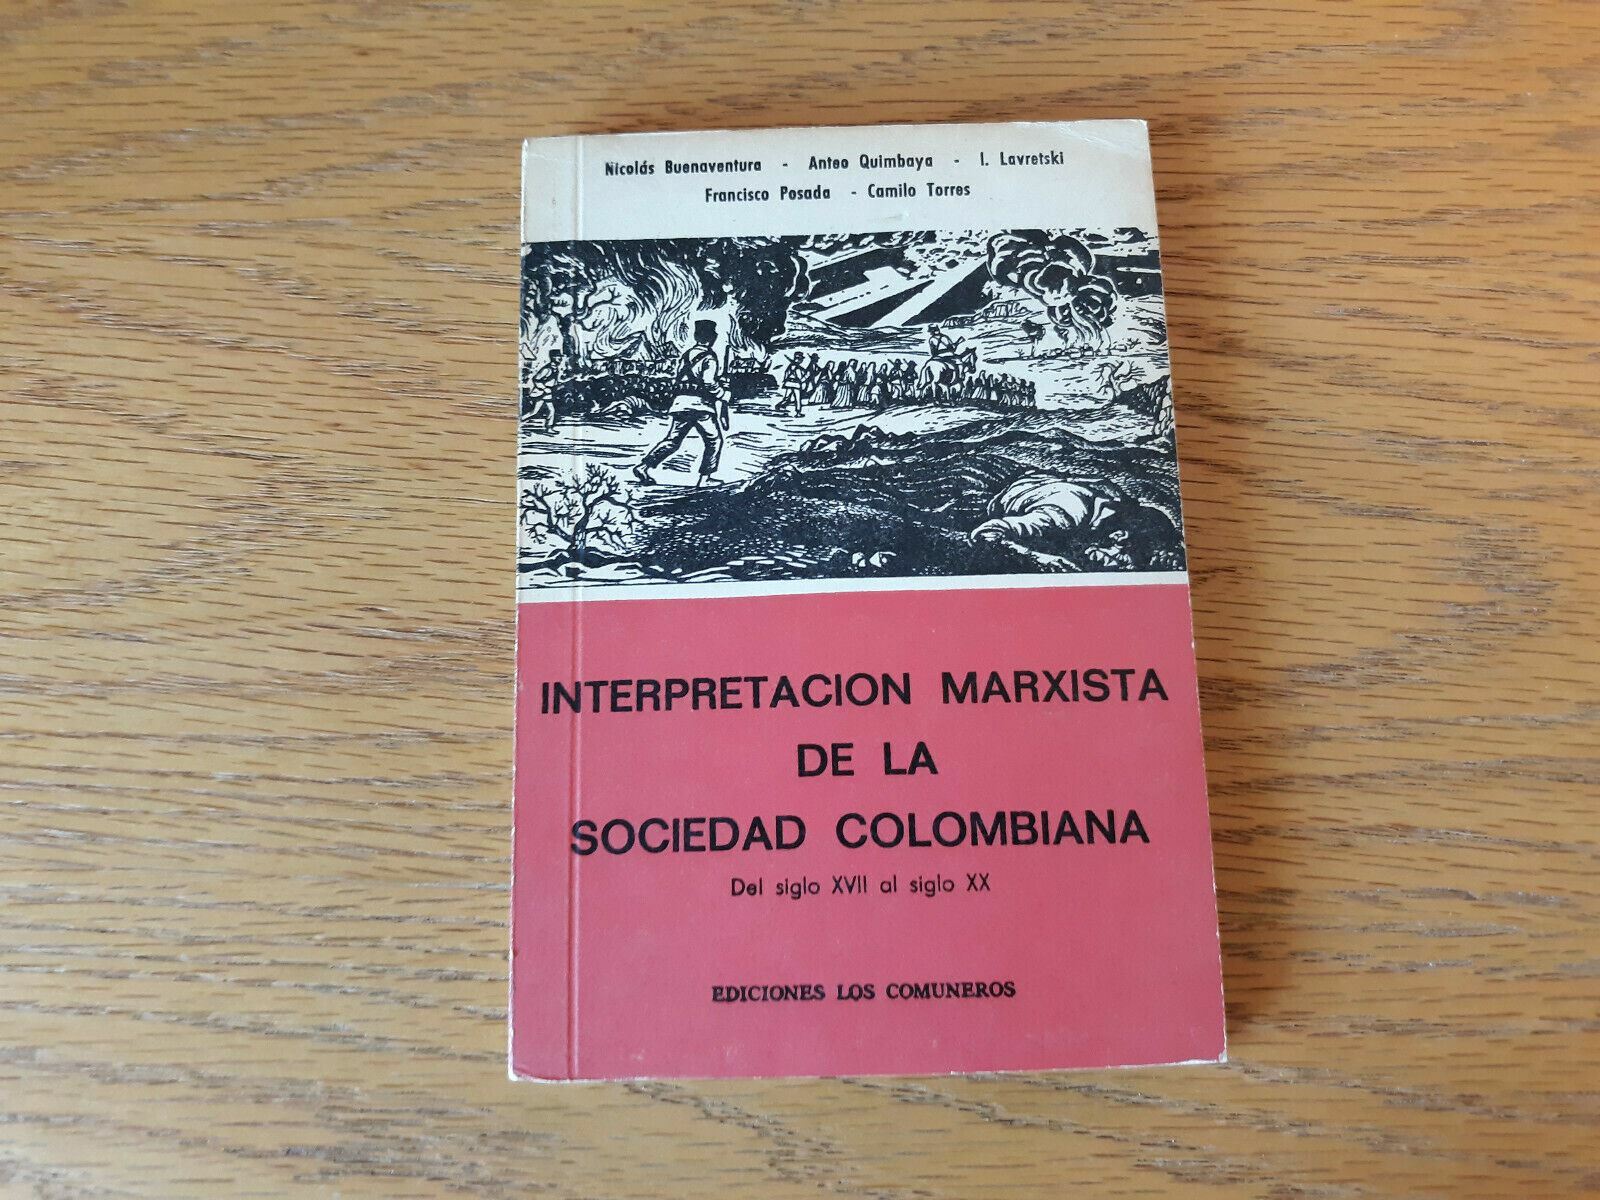 Nicolás Buenaventura - Anteo Quimbaya - I. Lavretski
Francisco Posada - Camilo Torres
INTERPRETACION MARXISTA
DE LA
SOCIEDAD COLOMBIANA
Del siglo XVII al siglo XX
EDICIONES LOS COMUNEROS